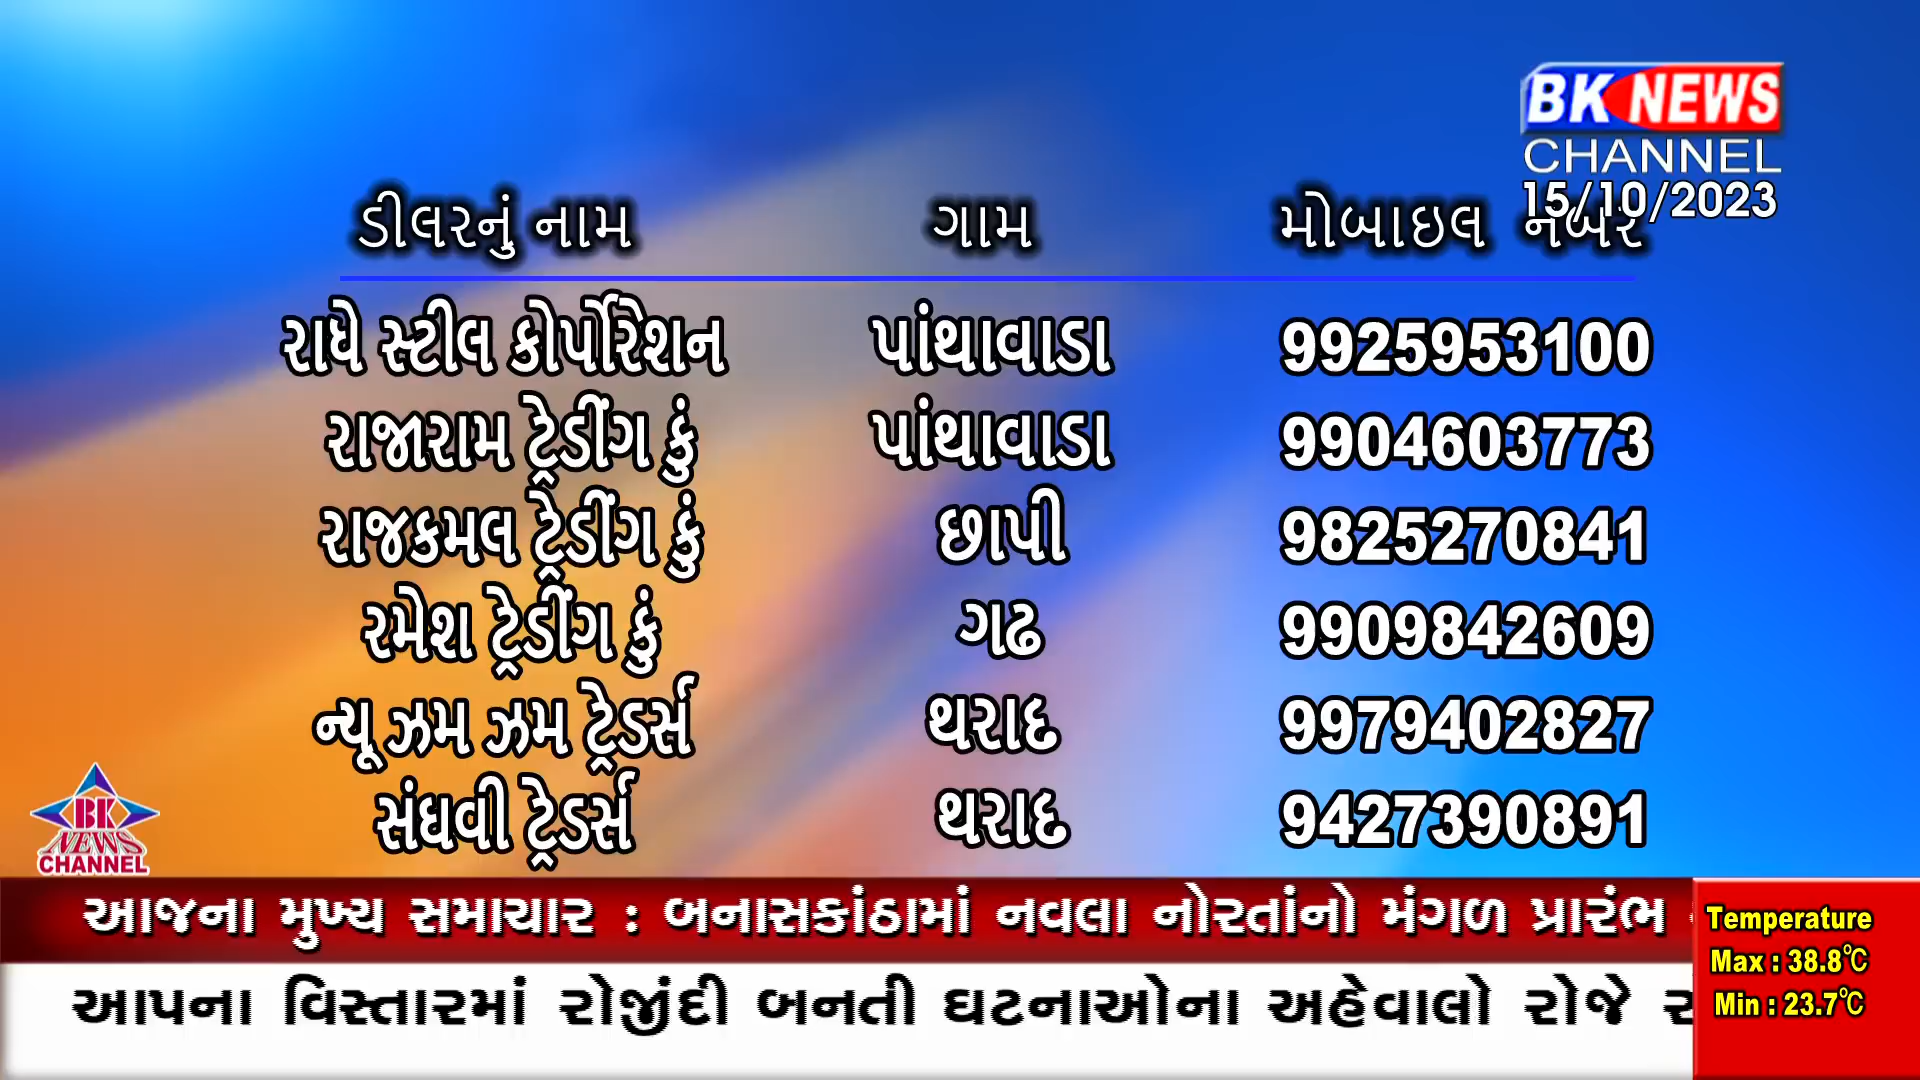 BK NEWS
CHANNEL
15/10/2023
ડીલરનું નામ ગામ મોબાઇલ નંબર
રાધે સ્ટીલ કોર્પોરેશન પાંથાવાડા 9925953100
રાજારામ ટ્રેડીંગ કું પાંથાવાડા 9904603773
રાજકમલ ટ્રેડીંગ કું છાપી 9825270841
રમેશ ટ્રેડીંગ કું ગઢ 9909842609
ન્યૂ ઝમ ઝમ ટ્રેડર્સ થરાદ 9979402827
સંઘવી ટ્રેડર્સ થરાદ 9427390891
BK
NEWS
CHANNEL
આજના મુખ્ય સમાચાર : બનાસકાંઠામાં નવલા નોરતાંનો મંગળ પ્રારંભ
આપના વિસ્તારમાં રોજીંદી બનતી ઘટનાઓના અહેવાલો રોજે
Temperature
Max : 38.8℃
Min : 23.7℃